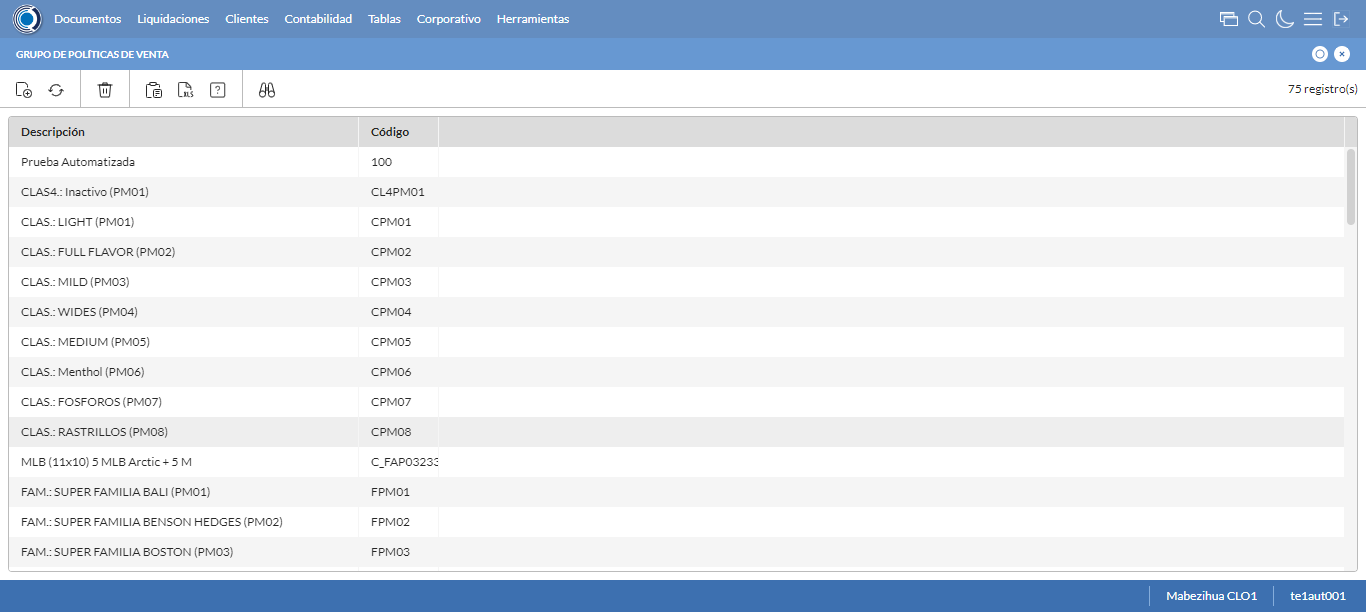 Documentos Liquidaciones Clientes Contabilidad Tablas Corporativo Herramientas
GRUPO DE POLÍTICAS DE VENTA
XLS ? 75 registro(s)
Descripción Código
Prueba Automatizada 100
CLAS4.: Inactivo (PM01) CL4PM01
CLAS.: LIGHT (PM01) CPM01
CLAS.: FULL FLAVOR (PM02) CPM02
CLAS.: MILD (PM03) CPM03
CLAS.: WIDES (PM04) CPM04
CLAS.: MEDIUM (PM05) CPM05
CLAS.: Menthol (PM06) CPM06
CLAS.: FOSFOROS (PM07) CPM07
CLAS.: RASTRILLOS (PM08) CPM08
MLB (11x10) 5 MLB Arctic + 5 M C_FAP03233
FAM.: SUPER FAMILIA BALI (PM01) FPM01
FAM.: SUPER FAMILIA BENSON HEDGES (PM02) FPM02
FAM.: SUPER FAMILIA BOSTON (PM03) FPM03
Mabezihua CLO1 te1aut001